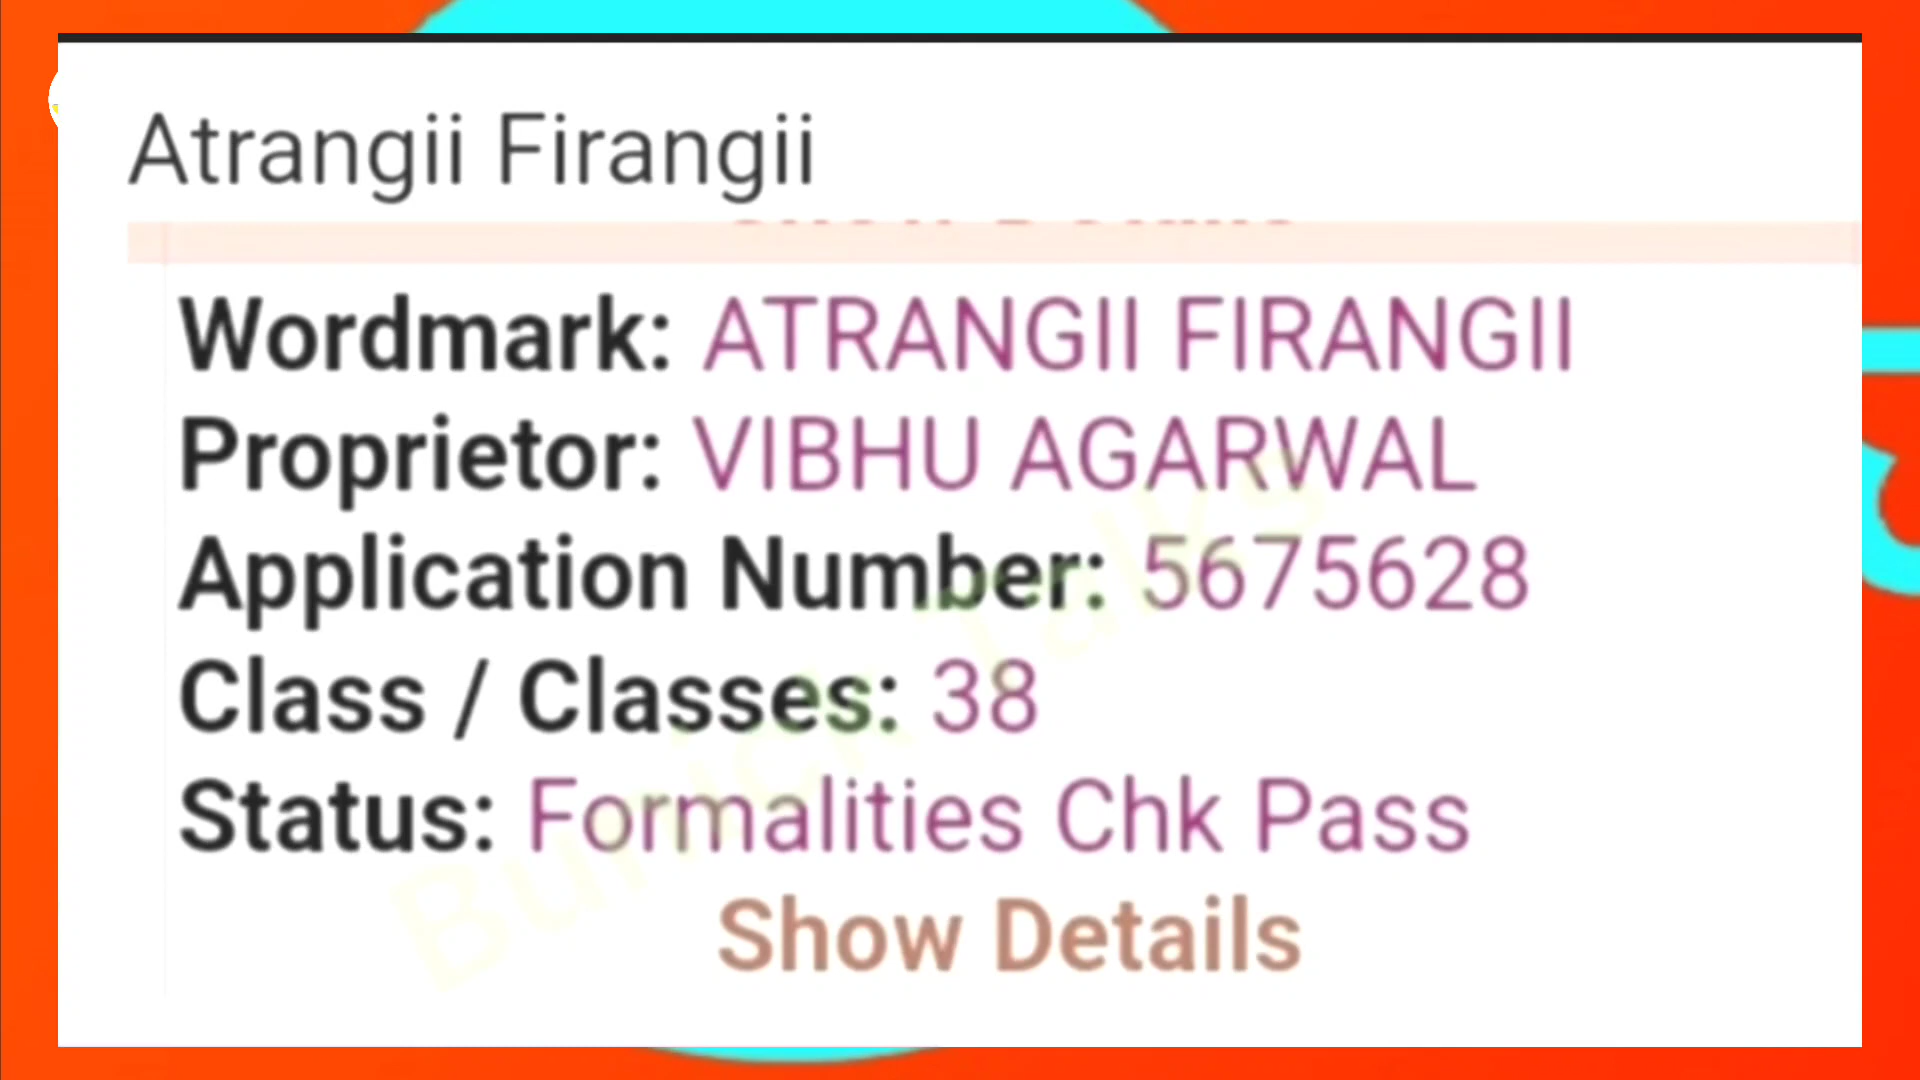 Atrangii Firangii
Wordmark: ATRANGII FIRANGII
Proprietor: VIBHU AGARWAL
Application Number: 5675628
Class / Classes: 38
Status: Formalities Chk Pass
Show Details